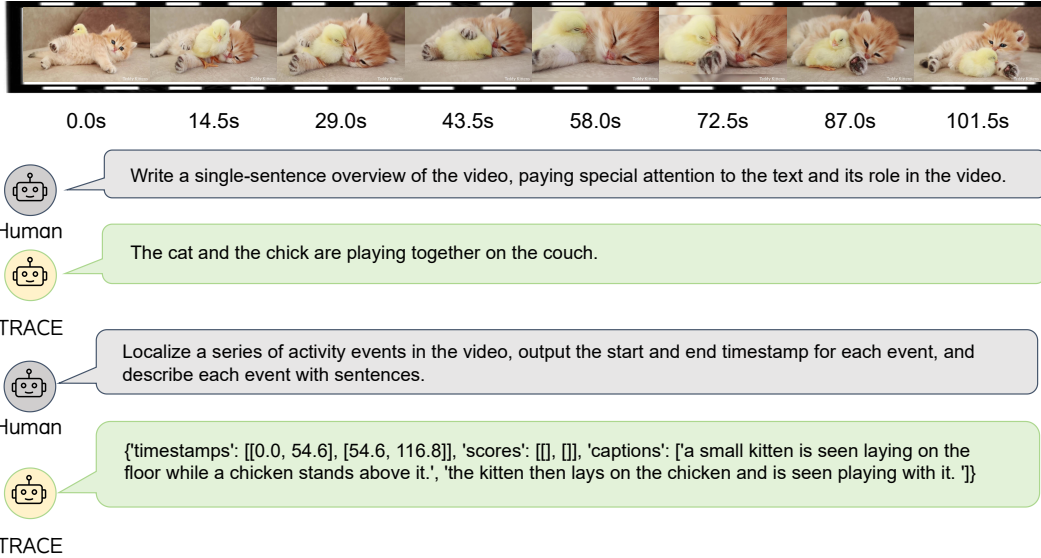 0.0s 14.5s 29.0s 43.5s 58.0s 72.5s 87.0s 101.5s
Write a single-sentence overview of the video, paying special attention to the text and its role in the video.
Human
The cat and the chick are playing together on the couch.
TRACE
Localize a series of activity events in the video, output the start and end timestamp for each event, and
describe each event with sentences.
Human
{'timestamps': [[0.0, 54.6], [54.6, 116.8]], 'scores': [[], []], 'captions': ['a small kitten is seen laying on the
floor while a chicken stands above it.', 'the kitten then lays on the chicken and is seen playing with it. ']}
TRACE